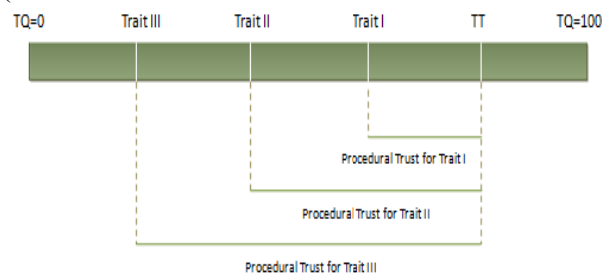 TQ=0 Trait III Trait II Trait I TT TQ=100
Procedural Trust for Trait I
Procedural Trust for Trait II
Procedural Trust for Trait III